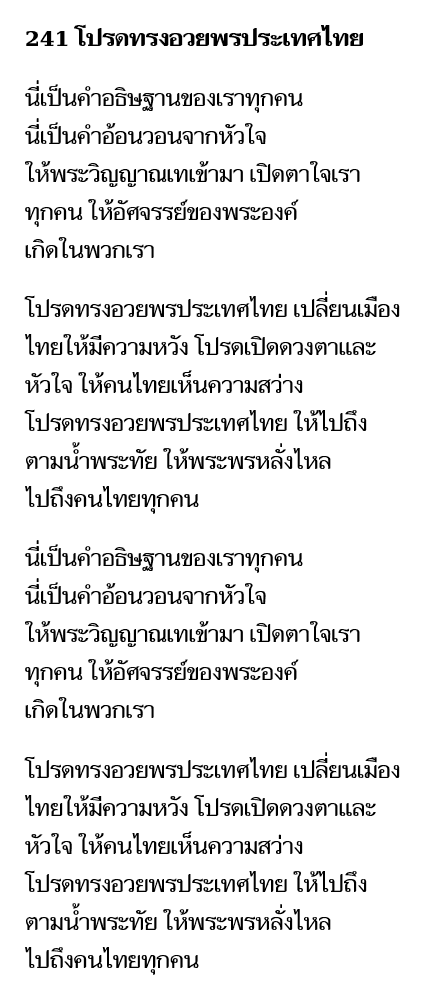 241 โปรดทรงอวยพรประเทศไทย
นี่เป็นคำอธิษฐานของเราทุกคน
นี่เป็นคำอ้อนวอนจากหัวใจ
ให้พระวิญญาณเทเข้ามา เปิดตาใจเรา
ทุกคน ให้อัศจรรย์ของพระองค์
เกิดในพวกเรา
โปรดทรงอวยพรประเทศไทย เปลี่ยนเมือง
ไทยให้มีความหวัง โปรดเปิดดวงตาและ
หัวใจ ให้คนไทยเห็นความสว่าง
โปรดทรงอวยพรประเทศไทย ให้ไปถึง
ตามน้ำพระทัย ให้พระพรหลั่งไหล
ไปถึงคนไทยทุกคน
นี่เป็นคำอธิษฐานของเราทุกคน
นี่เป็นคำอ้อนวอนจากหัวใจ
ให้พระวิญญาณเทเข้ามา เปิดตาใจเรา
ทุกคน ให้อัศจรรย์ของพระองค์
เกิดในพวกเรา
โปรดทรงอวยพรประเทศไทย เปลี่ยนเมือง
ไทยให้มีความหวัง โปรดเปิดดวงตาและ
หัวใจ ให้คนไทยเห็นความสว่าง
โปรดทรงอวยพรประเทศไทย ให้ไปถึง
ตามน้ำพระทัย ให้พระพรหลั่งไหล
ไปถึงคนไทยทุกคน